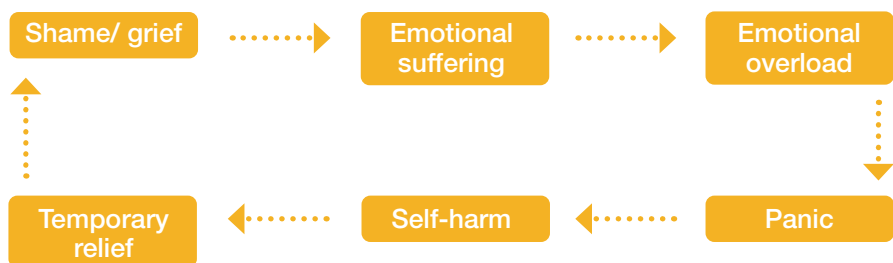 Shame/ grief
Emotional
suffering
Emotional
overload
Temporary
relief
Self-harm
Panic